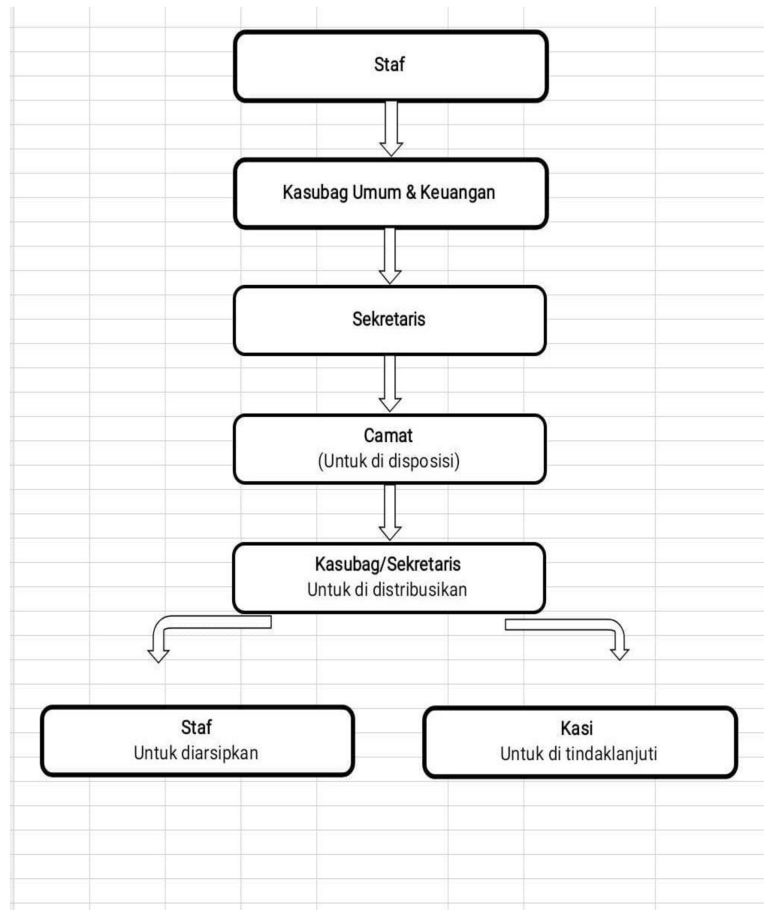 Staf
Kasubag Umum & Keuangan
Sekretaris
Camat
(Untuk di disposisi)
Kasubag/Sekretaris
Untuk di distribusikan
Staf
Untuk diarsipkan
Kasi
Untuk di tindaklanjuti